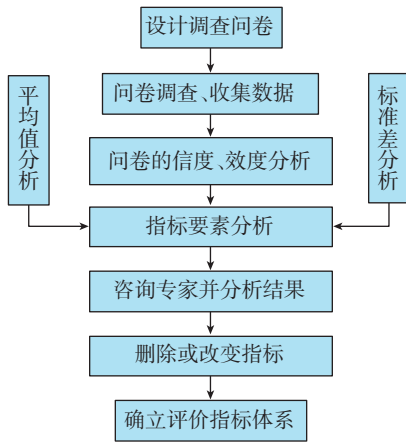 设计调查问卷
问卷调查、收集数据
问卷的信度、效度分析
平均值分析
标准差分析
指标要素分析
咨询专家并分析结果
删除或改变指标
确立评价指标体系